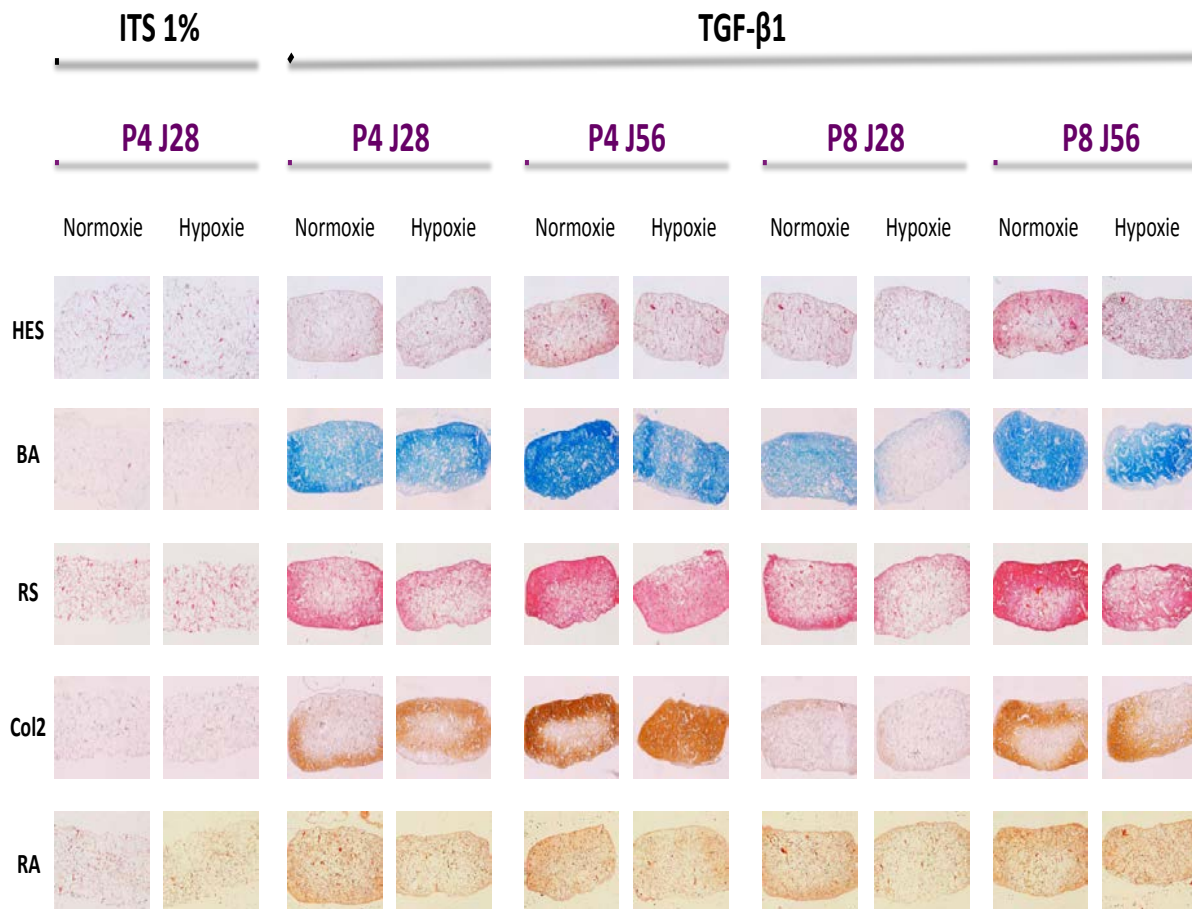 ITS 1% TGF-β1
P4 J28 P4 J28 P4 J56 P8 J28 P8 J56
Normoxie Hypoxie Normoxie Hypoxie Normoxie Hypoxie Normoxie Hypoxie Normoxie Hypoxie
HES
BA
RS
Col2
RA